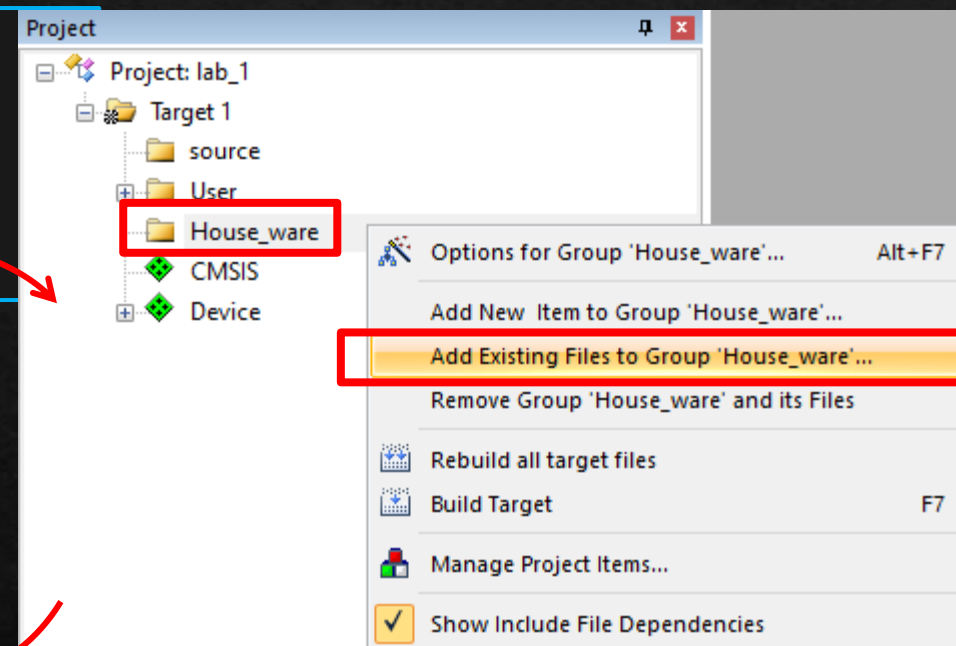 Project
Project: lab_1
Target 1
source
User
House_ware
CMSIS
Device
Options for Group 'House_ware'... Alt+F7
Add New Item to Group 'House_ware'...
Add Existing Files to Group 'House_ware'...
Remove Group 'House_ware' and its Files
Rebuild all target files
Build Target F7
Manage Project Items...
Show Include File Dependencies